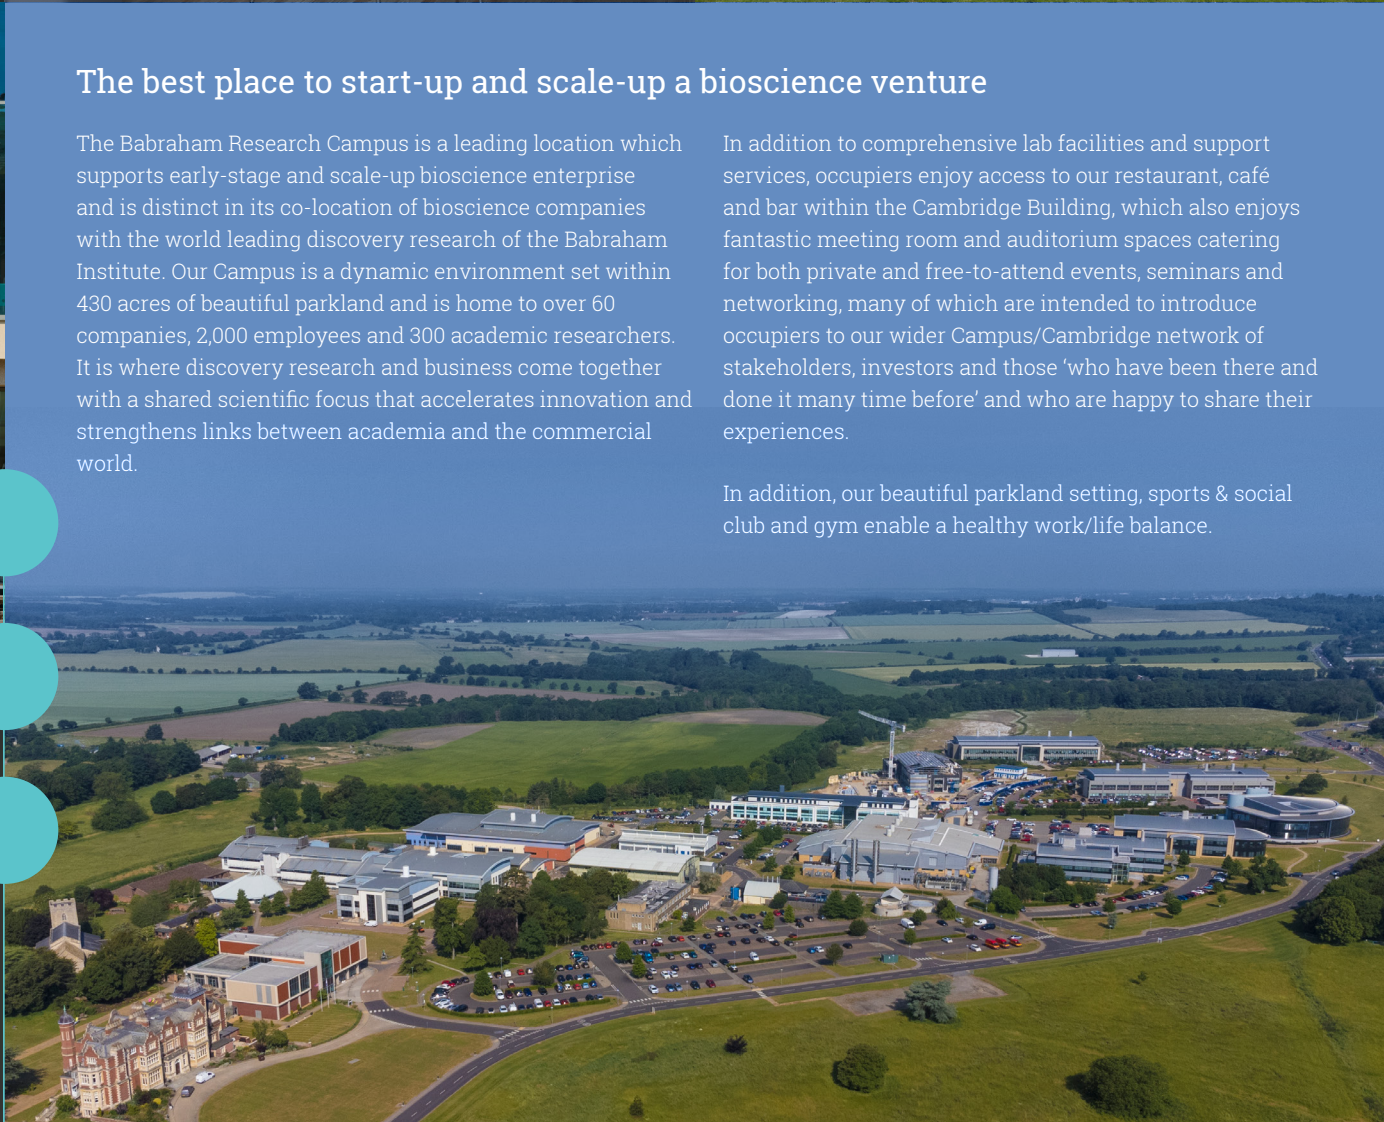 The best place to start-up and scale-up a bioscience venture
The Babraham Research Campus is a leading location which
supports early-stage and scale-up bioscience enterprise
and is distinct in its co-location of bioscience companies
with the world leading discovery research of the Babraham
Institute. Our Campus is a dynamic environment set within
430 acres of beautiful parkland and is home to over 60
companies, 2,000 employees and 300 academic researchers.
It is where discovery research and business come together
with a shared scientific focus that accelerates innovation and
strengthens links between academia and the commercial
world.
In addition to comprehensive lab facilities and support
services, occupiers enjoy access to our restaurant, café
and bar within the Cambridge Building, which also enjoys
fantastic meeting room and auditorium spaces catering
for both private and free-to-attend events, seminars and
networking, many of which are intended to introduce
occupiers to our wider Campus/Cambridge network of
stakeholders, investors and those ‘who have been there and
done it many time before’ and who are happy to share their
experiences.
In addition, our beautiful parkland setting, sports & social
club and gym enable a healthy work/life balance.